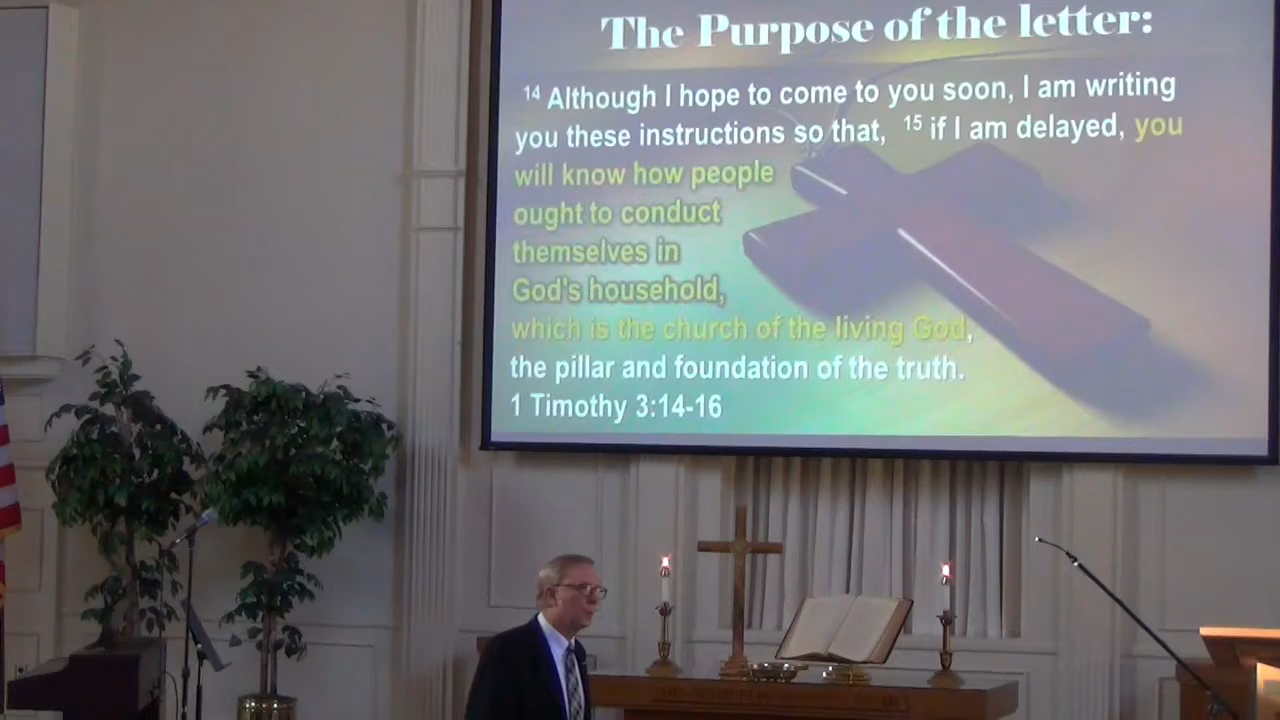 The Purpose of the letter:
14 Although I hope to come to you soon, I am writing
you these instructions so that, 15 if I am delayed, you
will know how people
ought to conduct
themselves in
God's household,
which is the church of the living God,
the pillar and foundation of the truth.
1 Timothy 3:14-16